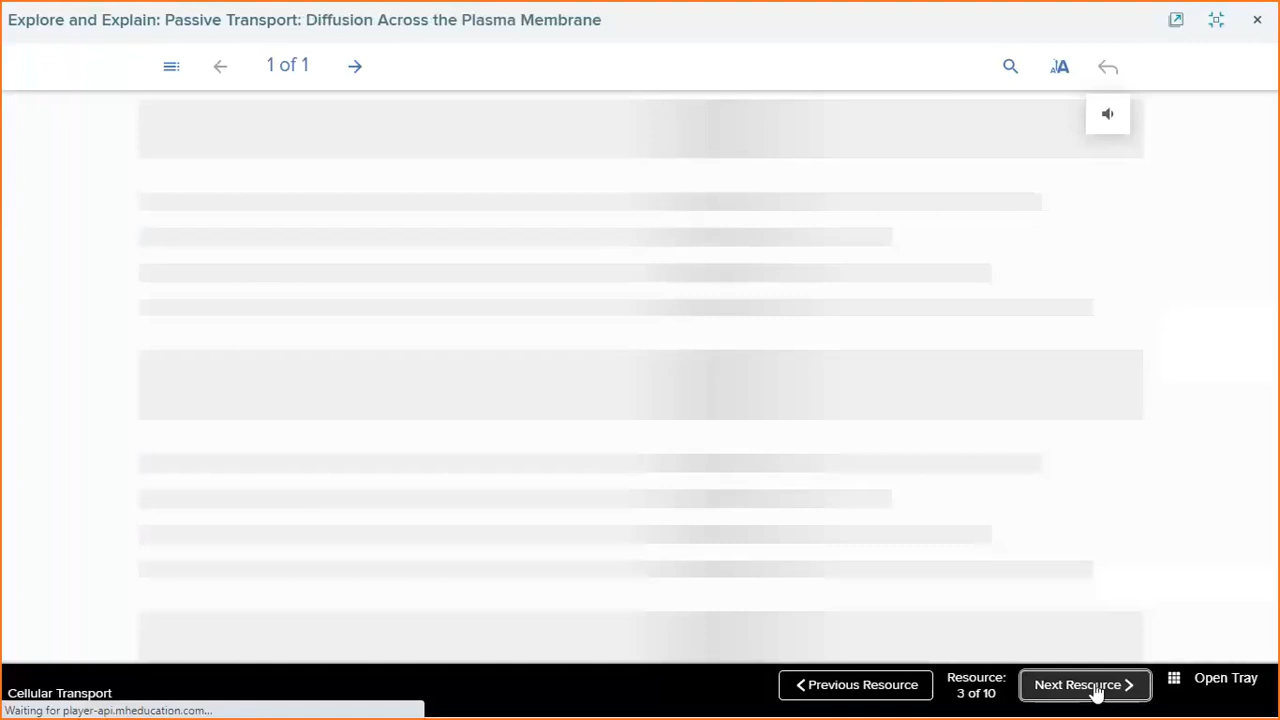 Explore and Explain: Passive Transport: Diffusion Across the Plasma Membrane
1 of 1
AA
Previous Resource
Resource:
3 of 10
Next Resource
Open Tray
Cellular Transport
Waiting for player-api.mheducation.com...